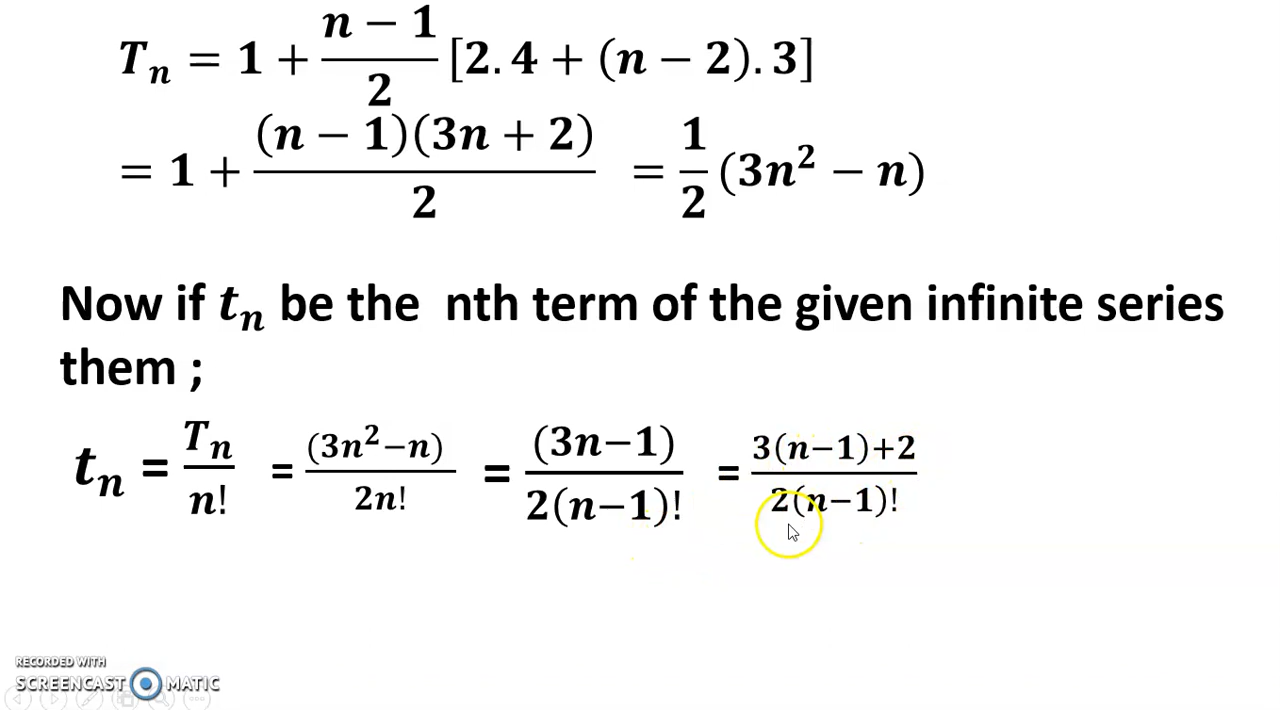 Tₙ = 1 + (n − 1)/2 [2.4 + (n − 2).3]
= 1 + (n − 1)(3n + 2)/2 = 1/2 (3n² − n)
Now if tₙ be the nth term of the given infinite series
them ;
tₙ = Tₙ/n! = (3n²−n)/2n! = (3n−1)/2(n−1)! = 3(n−1)+2/2(n−1)!
RECORDED WITH
SCREENCAST MATIC